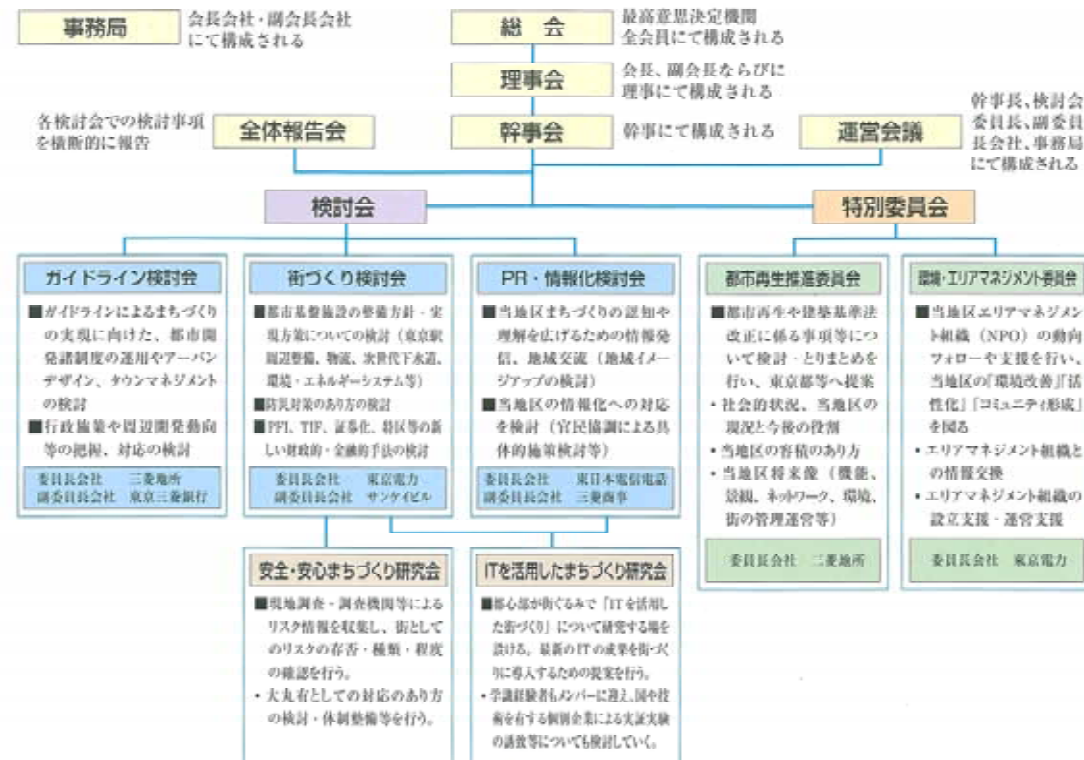 事務局
会長会社・副会長会社
にて構成される
総 会
最高意思決定機関
全会員にて構成される
理事会
会長、副会長ならびに
理事にて構成される
各検討会での検討事項
を横断的に報告
全体報告会
幹事会
幹事にて構成される
運営会議
幹事長、検討会
委員長、副委員
長会社、事務局
にて構成される
検討会
特別委員会
ガイドライン検討会
■ガイドラインによるまちづくり
の実現に向けた、都市開
発諸制度の運用やアーバン
デザイン、タウンマネジメント
の検討
■行政施策や周辺開発動向
等の把握、対応の検討
委員長会社 三菱地所
副委員長会社 東京三菱銀行
街づくり検討会
■都市基盤施設の整備方針・実
現方策についての検討（東京駅
周辺整備、物流、次世代下水道、
環境・エネルギーシステム等）
■防災対策のあり方の検討
■PFI、TIF、証券化、特区等の新
しい財政的・金融的手法の検討
委員長会社 東京電力
副委員長会社 サンケイビル
PR・情報化検討会
■当地区まちづくりの認知や
理解を広げるための情報発
信、地域交流（地域イメー
ジアップの検討）
■当地区の情報化への対応
を検討（官民協調による具
体的施策検討等）
委員長会社 東日本電信電話
副委員長会社 三菱商事
都市再生推進委員会
■都市再生や建築基準法
改正に係る事項等につ
いて検討・とりまとめを
行い、東京都等へ提案
・社会的状況、当地区の
現況と今後の役割
・当地区の容積のあり方
・当地区将来像（機能、
景観、ネットワーク、環境、
街の管理運営等）
委員長会社 三菱地所
環境・エリアマネジメント委員会
■当地区エリアマネジメン
ト組織（NPO）の動向
フォローや支援を行い、
当地区の「環境改善」「活
性化」「コミュニティ形成」
を図る
・エリアマネジメント組織と
の情報交換
・エリアマネジメント組織の
設立支援・運営支援
委員長会社 東京電力
安全・安心まちづくり研究会
■現地調査・調査機関等による
リスク情報を収集し、街として
のリスクの存否・種類・程度
の確認を行う。
・大丸有としての対応のあり方
の検討・体制整備等を行う。
ITを活用したまちづくり研究会
■都心部が街ぐるみで「ITを活用し
た街づくり」について研究する場を
設ける。最新のITの成果を街づく
りに導入するための提案を行う。
・学識経験者もメンバーに迎え、国や技
術を有する個別企業による実証実験
の誘致等についても検討していく。